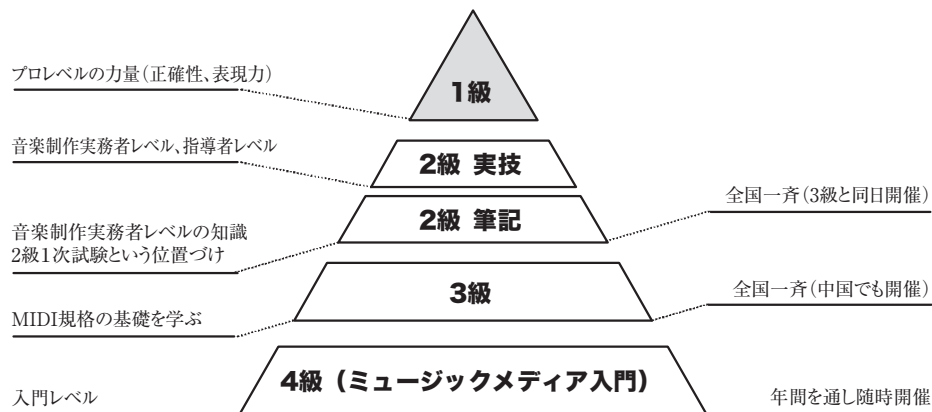 1級
プロレベルの力量(正確性、表現力)
2級 実技
音楽制作実務者レベル、指導者レベル
2級 筆記
全国一斉(3級と同日開催)
音楽制作実務者レベルの知識
2級1次試験という位置づけ
3級
全国一斉(中国でも開催)
MIDI規格の基礎を学ぶ
4級(ミュージックメディア入門)
入門レベル
年間を通し随時開催